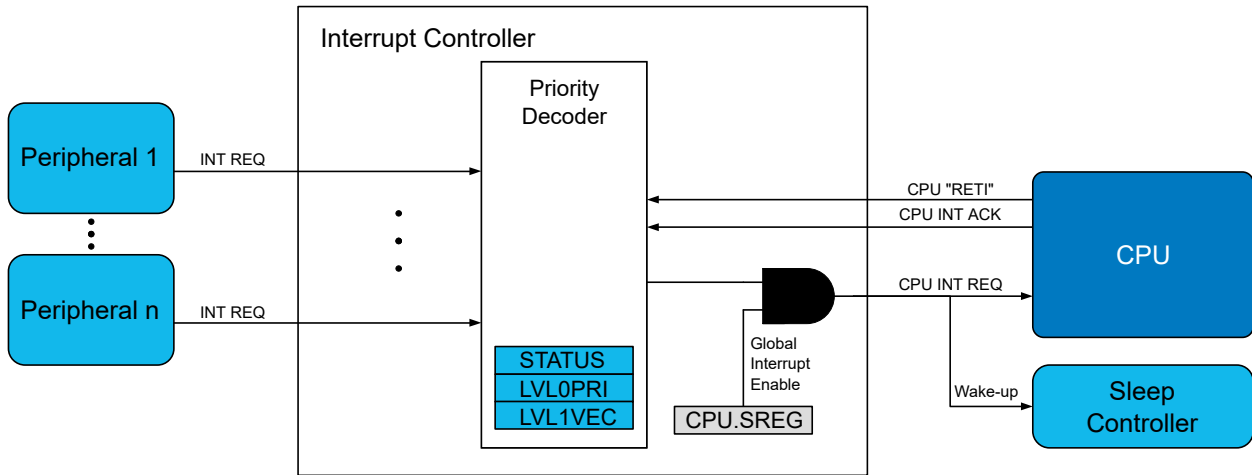 Interrupt Controller
Priority
Decoder
Peripheral 1
INT REQ
Peripheral n
INT REQ
CPU "RETI"
CPU INT ACK
CPU INT REQ
CPU
STATUS
LVL0PRI
LVL1VEC
Global
Interrupt
Enable
CPU.SREG
Wake-up
Sleep
Controller